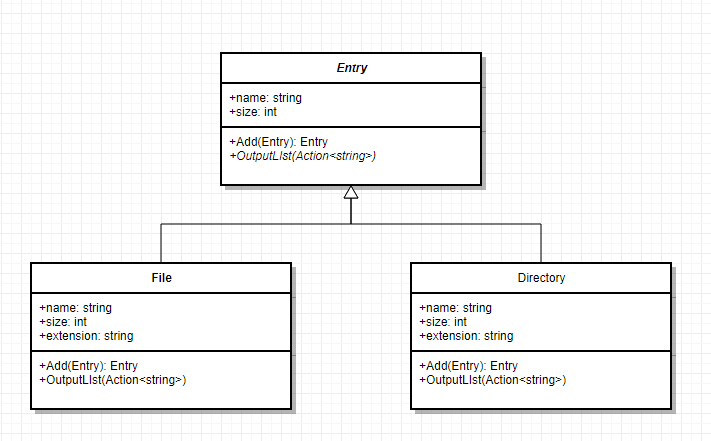 Entry
+name: string
+size: int
+Add(Entry): Entry
+OutputLIst(Action<string>)
File
+name: string
+size: int
+extension: string
+Add(Entry): Entry
+OutputLIst(Action<string>)
Directory
+name: string
+size: int
+extension: string
+Add(Entry): Entry
+OutputLIst(Action<string>)